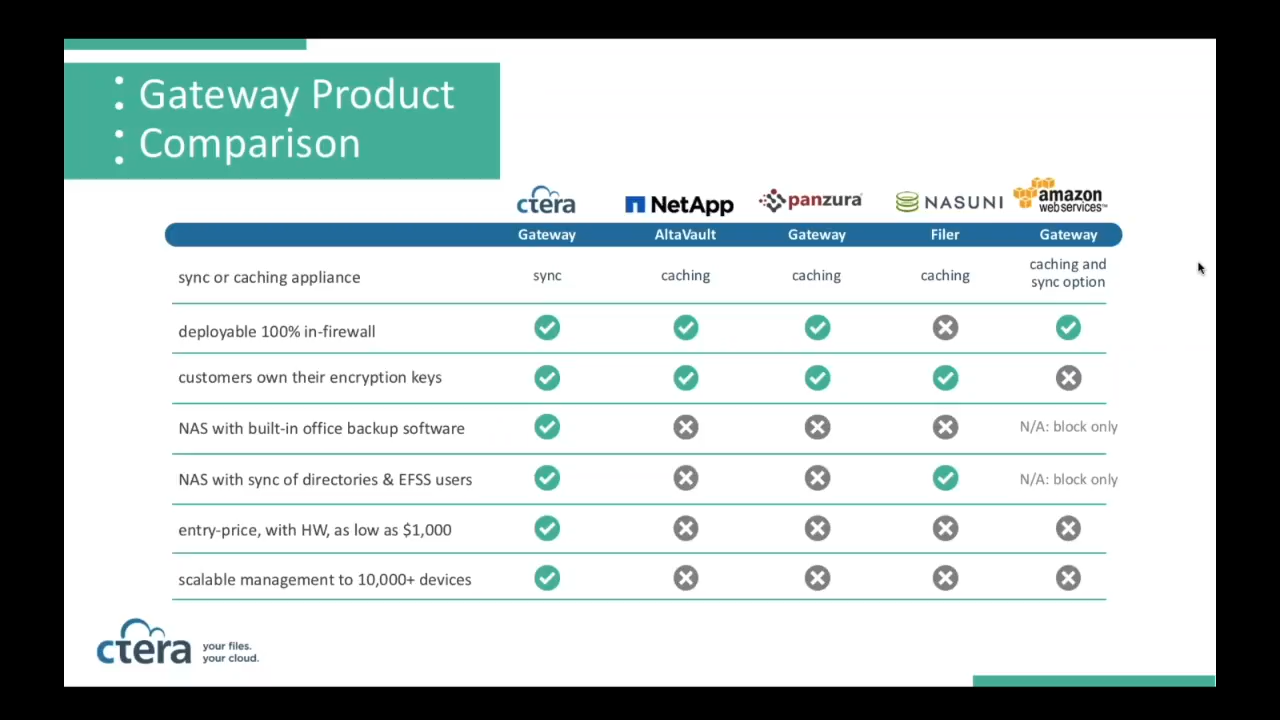 Gateway Product
Comparison
ctera NetApp panzura NASUNI amazon
webservices™
Gateway AltaVault Gateway Filer Gateway
sync or caching appliance sync caching caching caching caching and
sync option
deployable 100% in-firewall
customers own their encryption keys
NAS with built-in office backup software N/A: block only
NAS with sync of directories & EFSS users N/A: block only
entry-price, with HW, as low as $1,000
scalable management to 10,000+ devices
ctera your files.
your cloud.